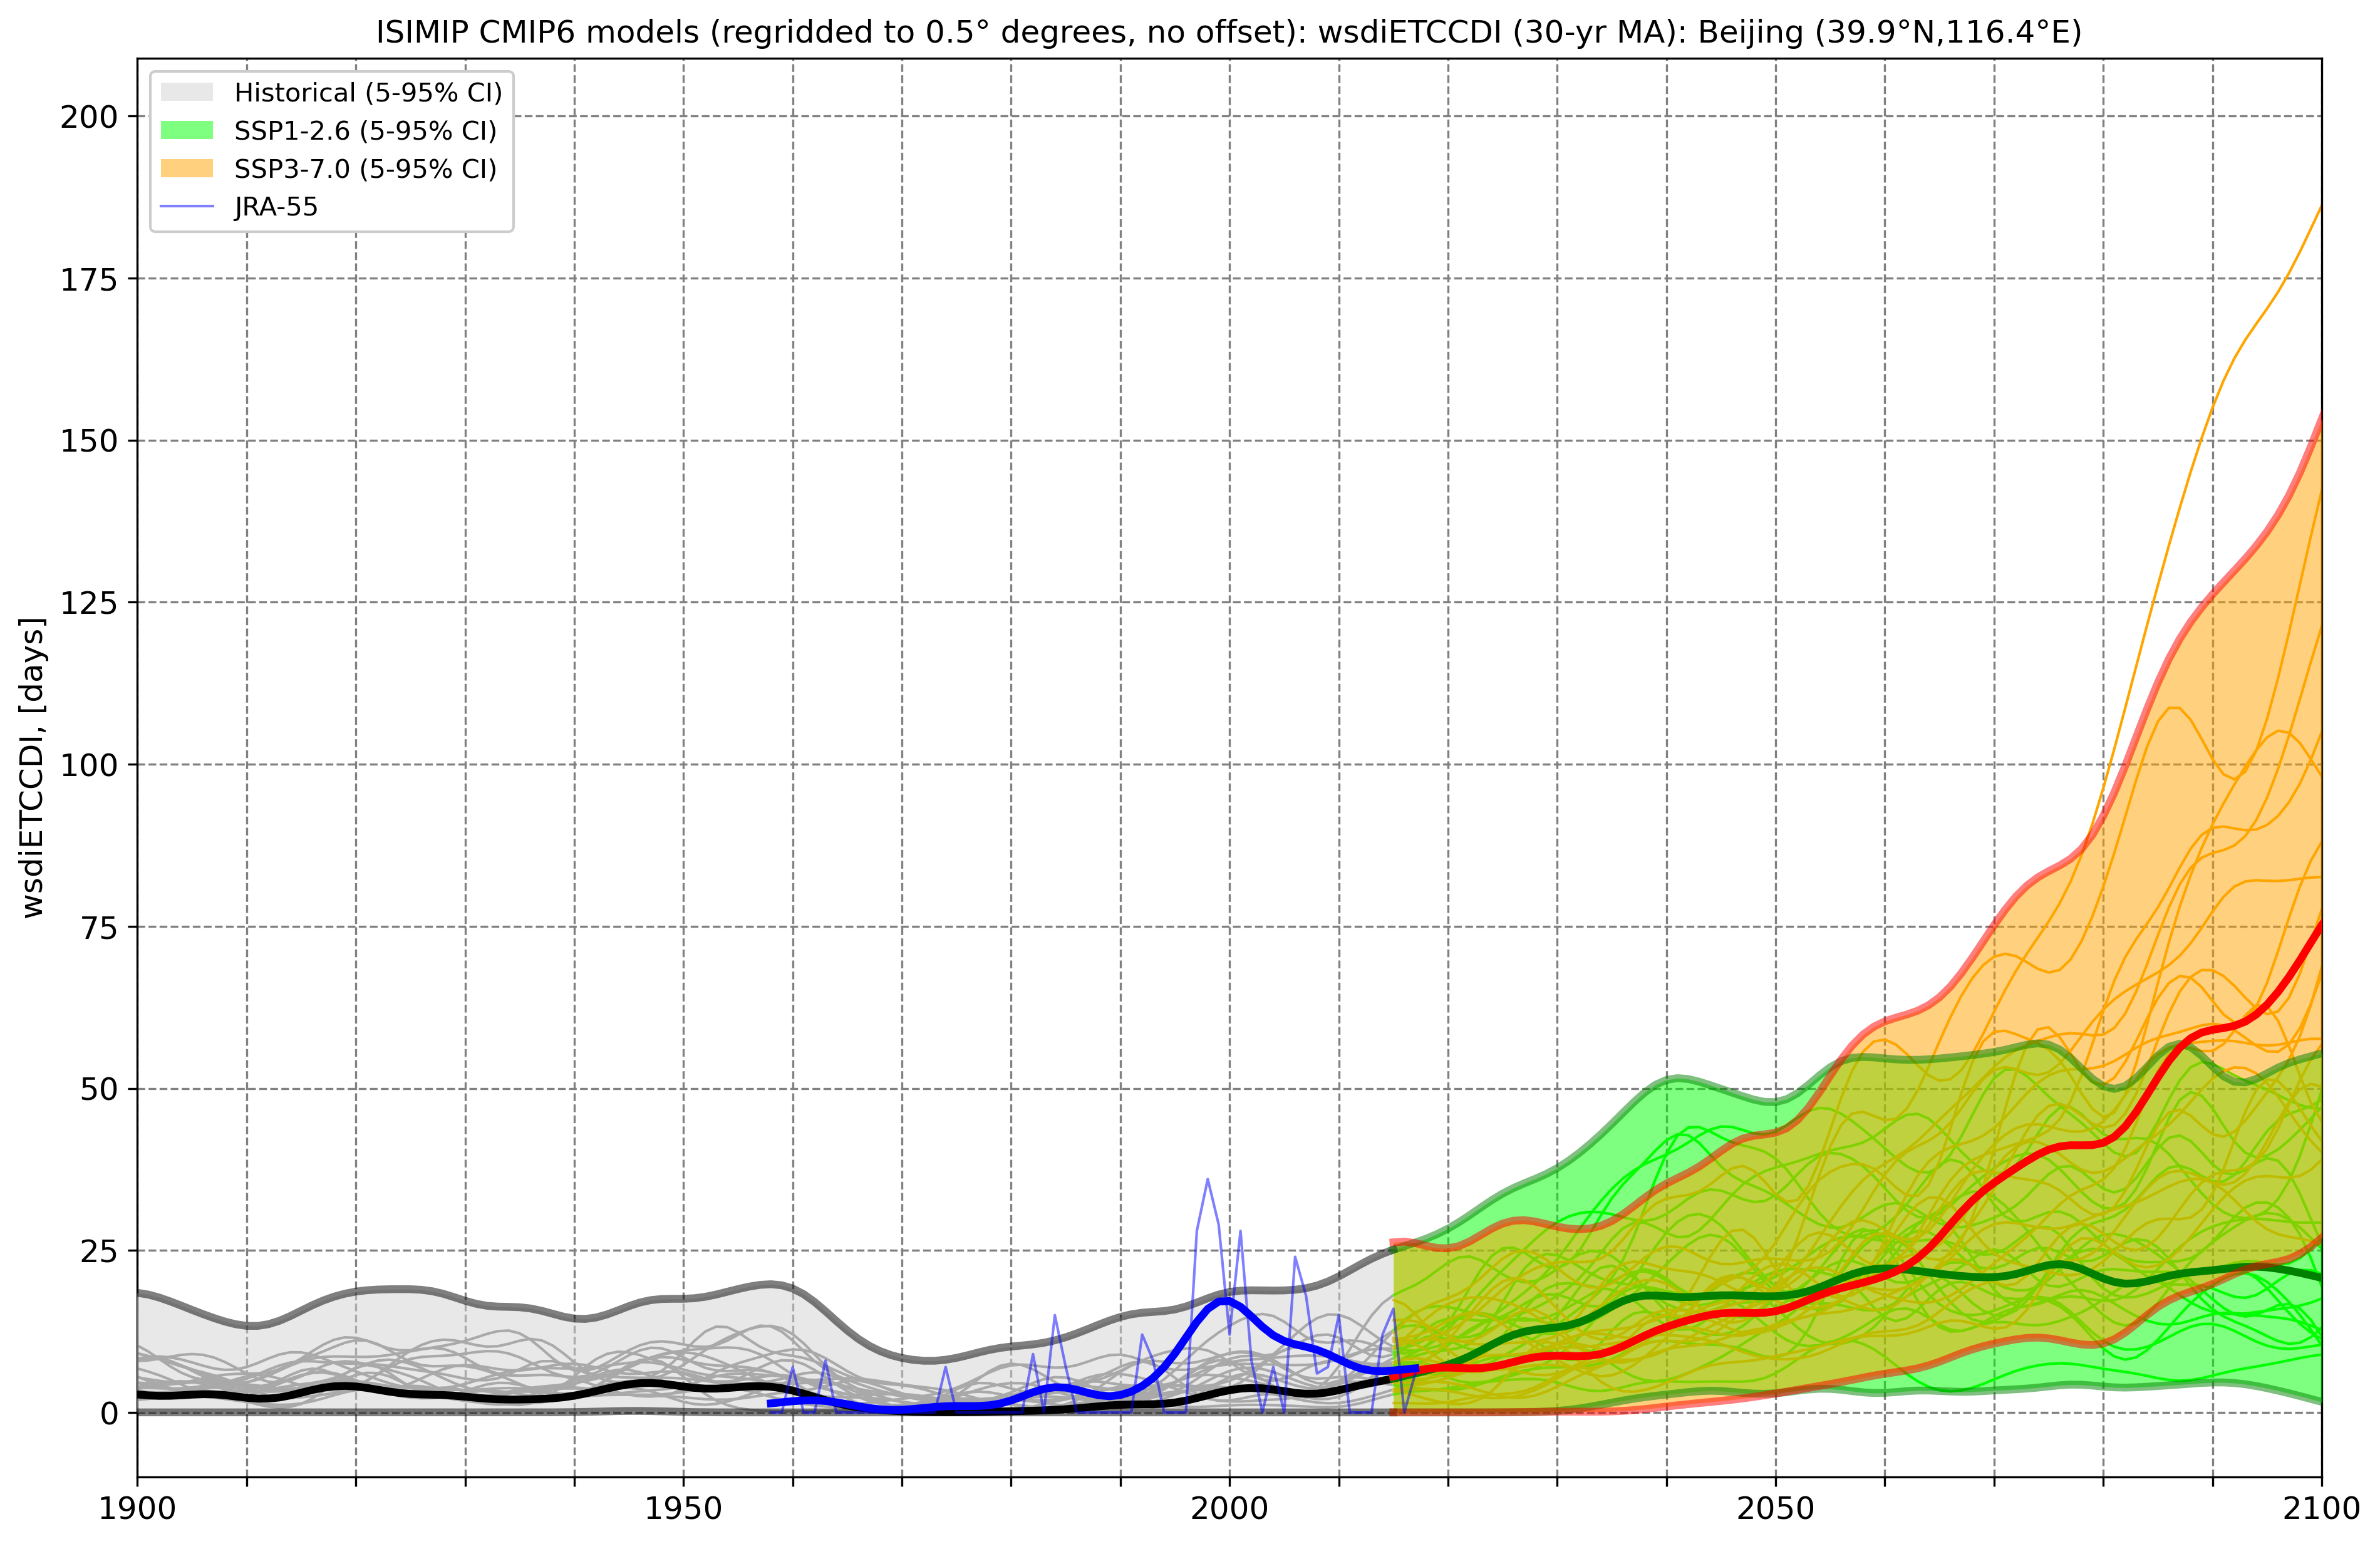 ISIMIP CMIP6 models (regridded to 0.5° degrees, no offset): wsdiETCCDI (30-yr MA): Beijing (39.9°N,116.4°E)
Historical (5-95% CI)
SSP1-2.6 (5-95% CI)
SSP3-7.0 (5-95% CI)
JRA-55
wsdiETCCDI, [days]
200
175
150
125
100
75
50
25
0
1900
1950
2000
2050
2100